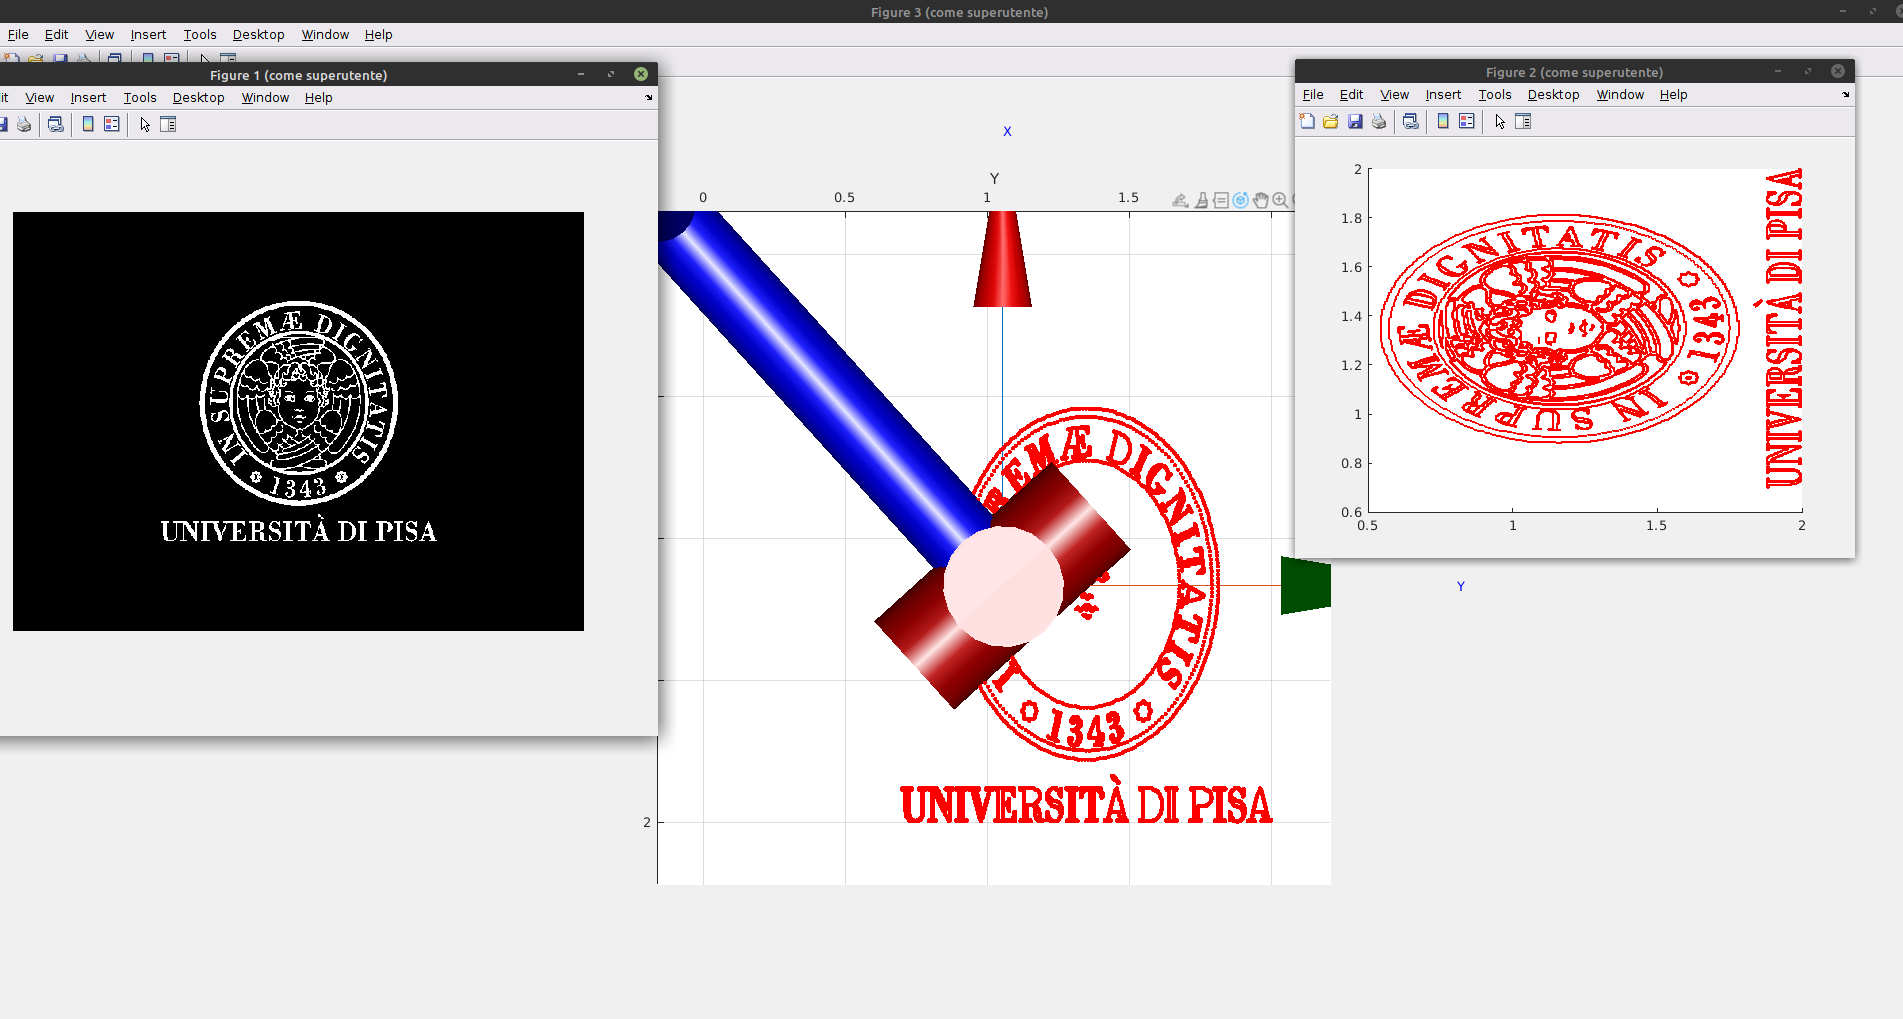 Figure 3 (come superutente)
File Edit View Insert Tools Desktop Window Help
Figure 1 (come superutente)
it View Insert Tools Desktop Window Help
IN SUPREMÆ DIGNITATIS
1343
UNIVERSITÀ DI PISA
X
Y
0 0.5 1 1.5
REMÆ DIGNITATIS
I
1343
UNIVERSITÀ DI PISA
2
Figure 2 (come superutente)
File Edit View Insert Tools Desktop Window Help
2
1.8
1.6
1.4
1.2
1
0.8
0.6
0.5 1 1.5 2
IN SUPREMÆ DIGNITATIS
1343
UNIVERSITÀ DI PISA
Y